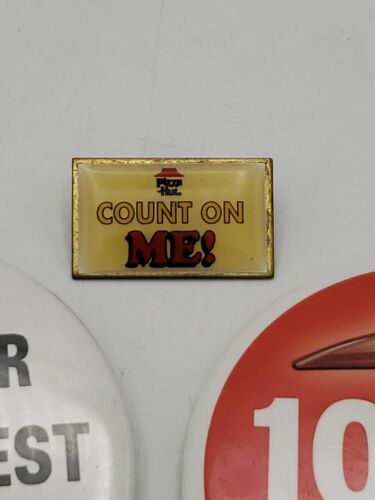 Pizza
Hut.
COUNT ON
ME!
R
EST
10